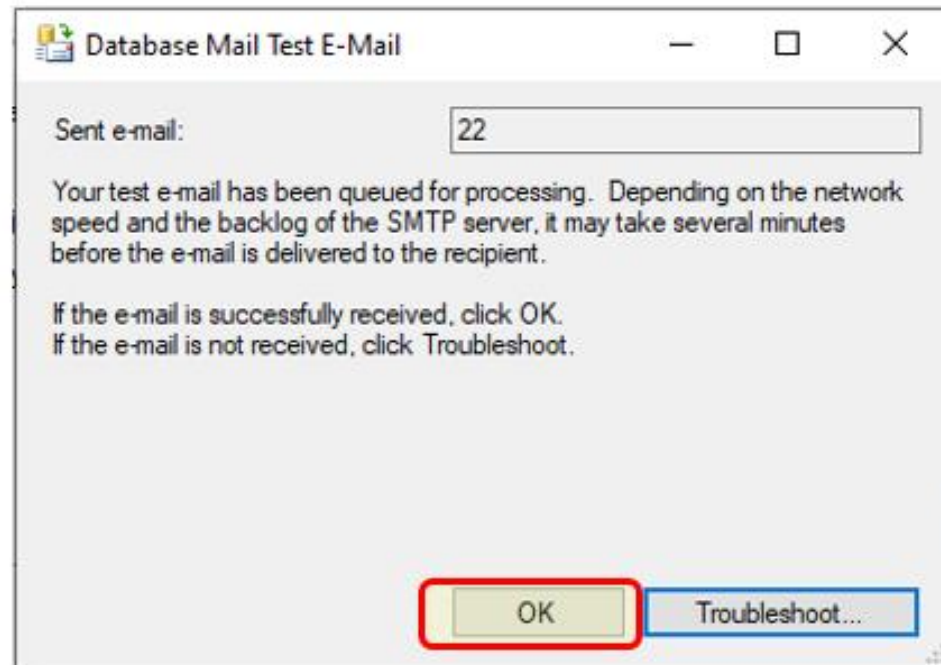 Database Mail Test E-Mail
Sent e-mail: 22
Your test e-mail has been queued for processing.  Depending on the network
speed and the backlog of the SMTP server, it may take several minutes
before the e-mail is delivered to the recipient.
If the e-mail is successfully received, click OK.
If the e-mail is not received, click Troubleshoot.
OK Troubleshoot...